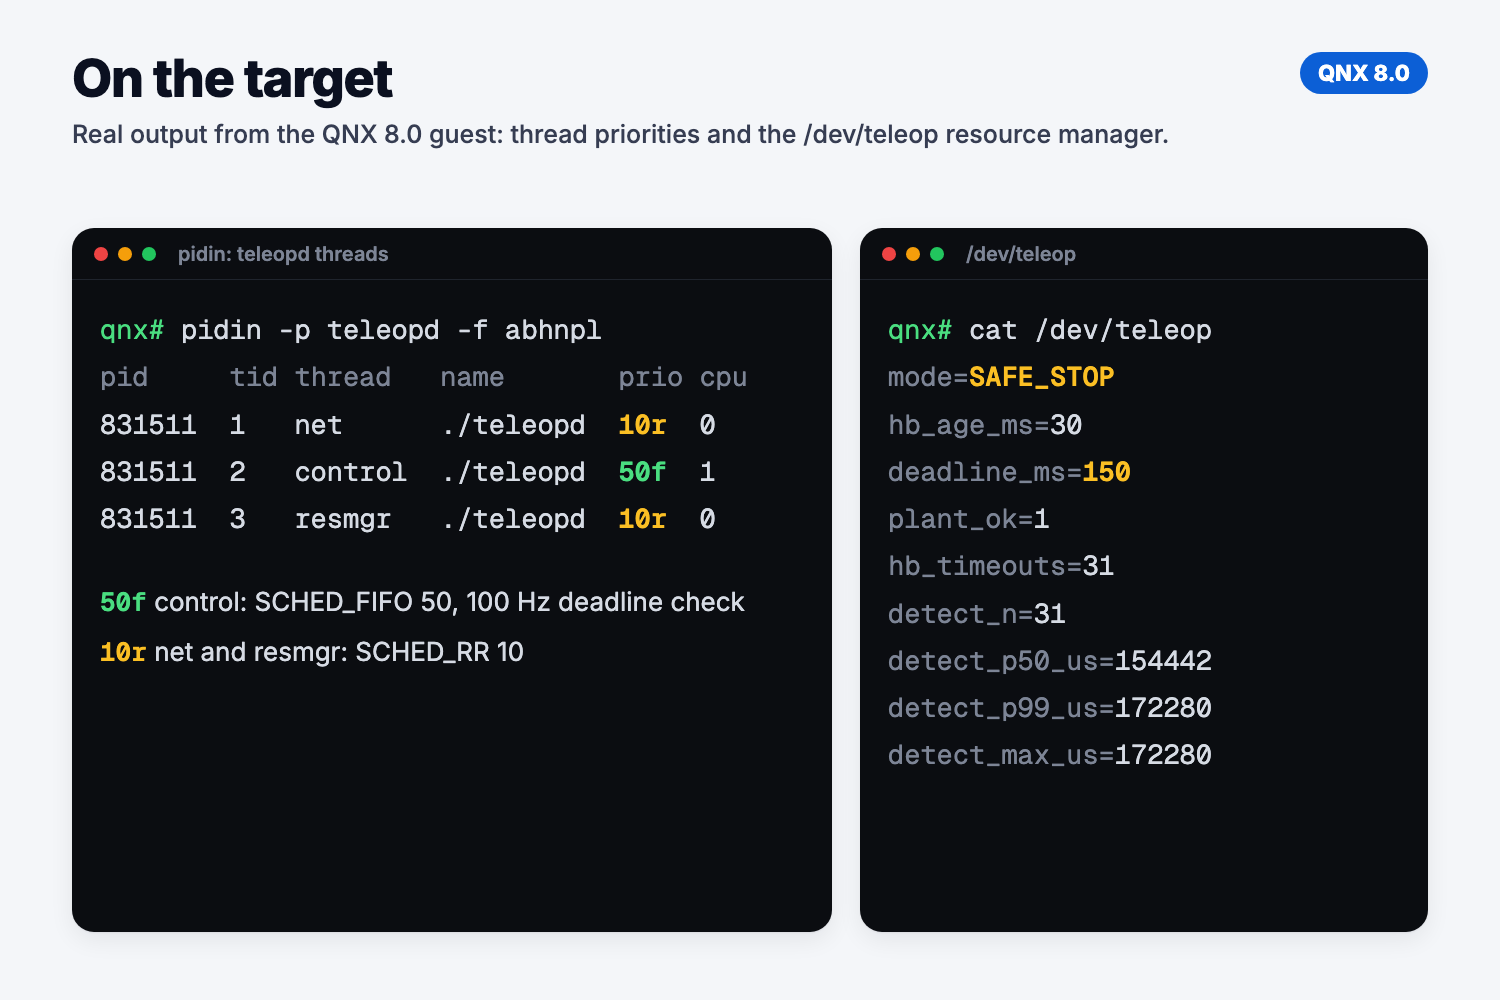 On the target
QNX 8.0
Real output from the QNX 8.0 guest: thread priorities and the /dev/teleop resource manager.
pidin: teleopd threads
qnx# pidin -p teleopd -f abhnpl
pid tid thread name prio cpu
831511 1 net ./teleopd 10r 0
831511 2 control ./teleopd 50f 1
831511 3 resmgr ./teleopd 10r 0
50f control: SCHED_FIFO 50, 100 Hz deadline check
10r net and resmgr: SCHED_RR 10
/dev/teleop
qnx# cat /dev/teleop
mode=SAFE_STOP
hb_age_ms=30
deadline_ms=150
plant_ok=1
hb_timeouts=31
detect_n=31
detect_p50_us=154442
detect_p99_us=172280
detect_max_us=172280